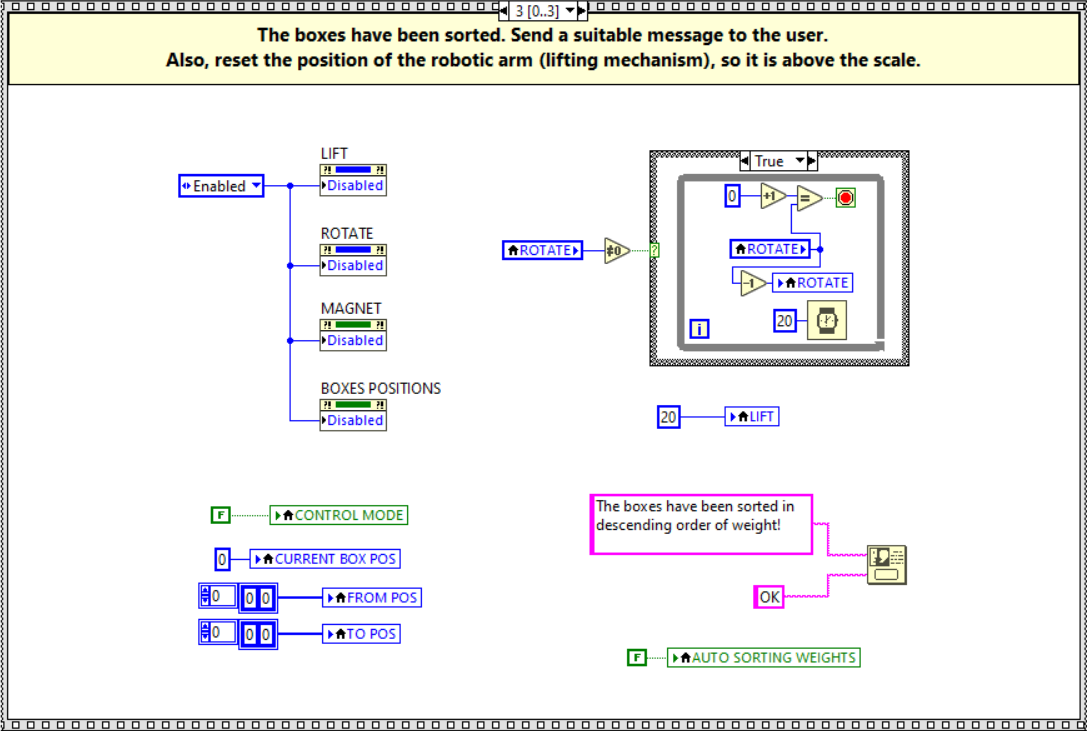 3 [0..3]
The boxes have been sorted. Send a suitable message to the user.
Also, reset the position of the robotic arm (lifting mechanism), so it is above the scale.
LIFT
Enabled
Disabled
ROTATE
Disabled
MAGNET
Disabled
BOXES POSITIONS
Disabled
True
0
+1
=
ROTATE
≠0
?
ROTATE
-1
ROTATE
20
i
20
LIFT
F
CONTROL MODE
0
CURRENT BOX POS
0
0 0
FROM POS
0
0 0
TO POS
The boxes have been sorted in
descending order of weight!
OK
F
AUTO SORTING WEIGHTS